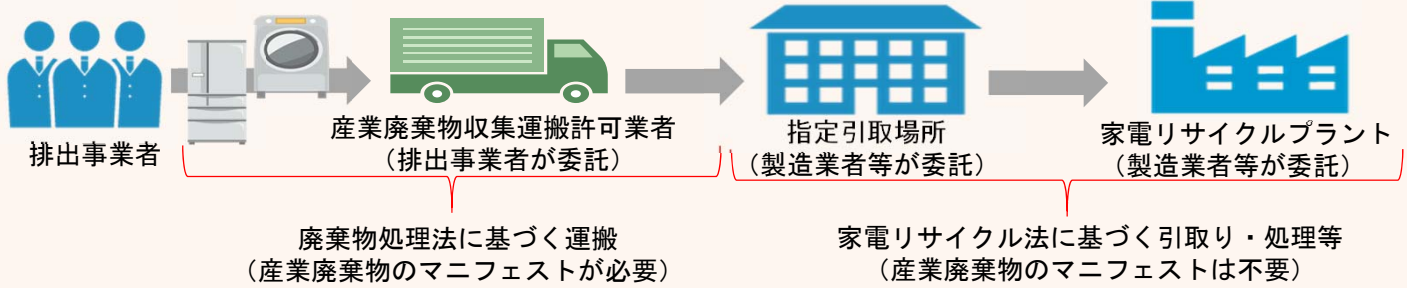 排出事業者
産業廃棄物収集運搬許可業者
（排出事業者が委託）
指定引取場所
（製造業者等が委託）
家電リサイクルプラント
（製造業者等が委託）
廃棄物処理法に基づく運搬
（産業廃棄物のマニフェストが必要）
家電リサイクル法に基づく引取り・処理等
（産業廃棄物のマニフェストは不要）